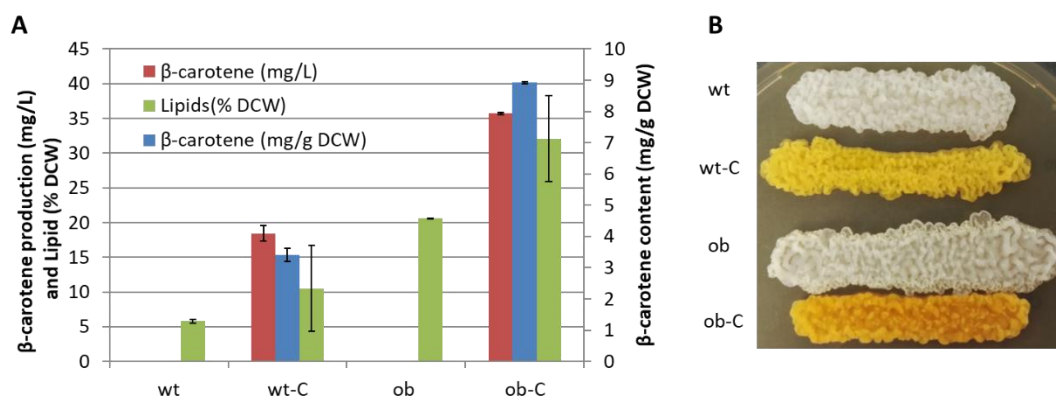 A
β-carotene production (mg/L)
and Lipid (% DCW)
45
40
35
30
25
20
15
10
5
0
β-carotene (mg/L)
Lipids(% DCW)
β-carotene (mg/g DCW)
10
9
8
7
6
5
4
3
2
1
0
β-carotene content (mg/g DCW)
wt
wt-C
ob
ob-C
B
wt
wt-C
ob
ob-C